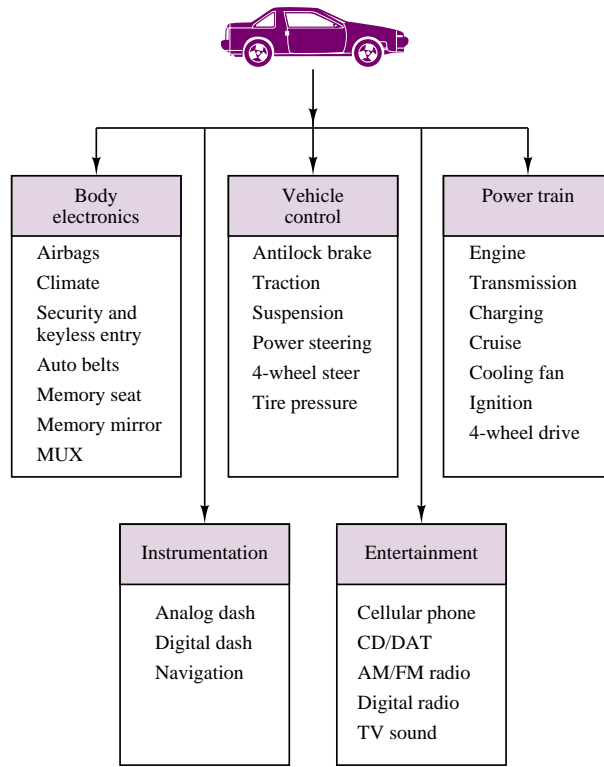 Body
electronics
Airbags
Climate
Security and
keyless entry
Auto belts
Memory seat
Memory mirror
MUX
Vehicle
control
Antilock brake
Traction
Suspension
Power steering
4-wheel steer
Tire pressure
Power train
Engine
Transmission
Charging
Cruise
Cooling fan
Ignition
4-wheel drive
Instrumentation
Analog dash
Digital dash
Navigation
Entertainment
Cellular phone
CD/DAT
AM/FM radio
Digital radio
TV sound